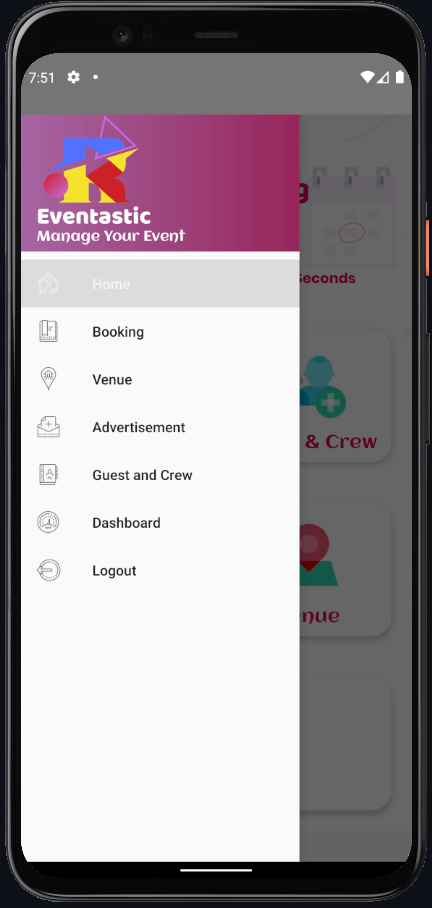 7:51
Eventastic
Manage Your Event
g
Seconds
Home
Booking
Venue
Advertisement
& Crew
Guest and Crew
Dashboard
Logout
enue